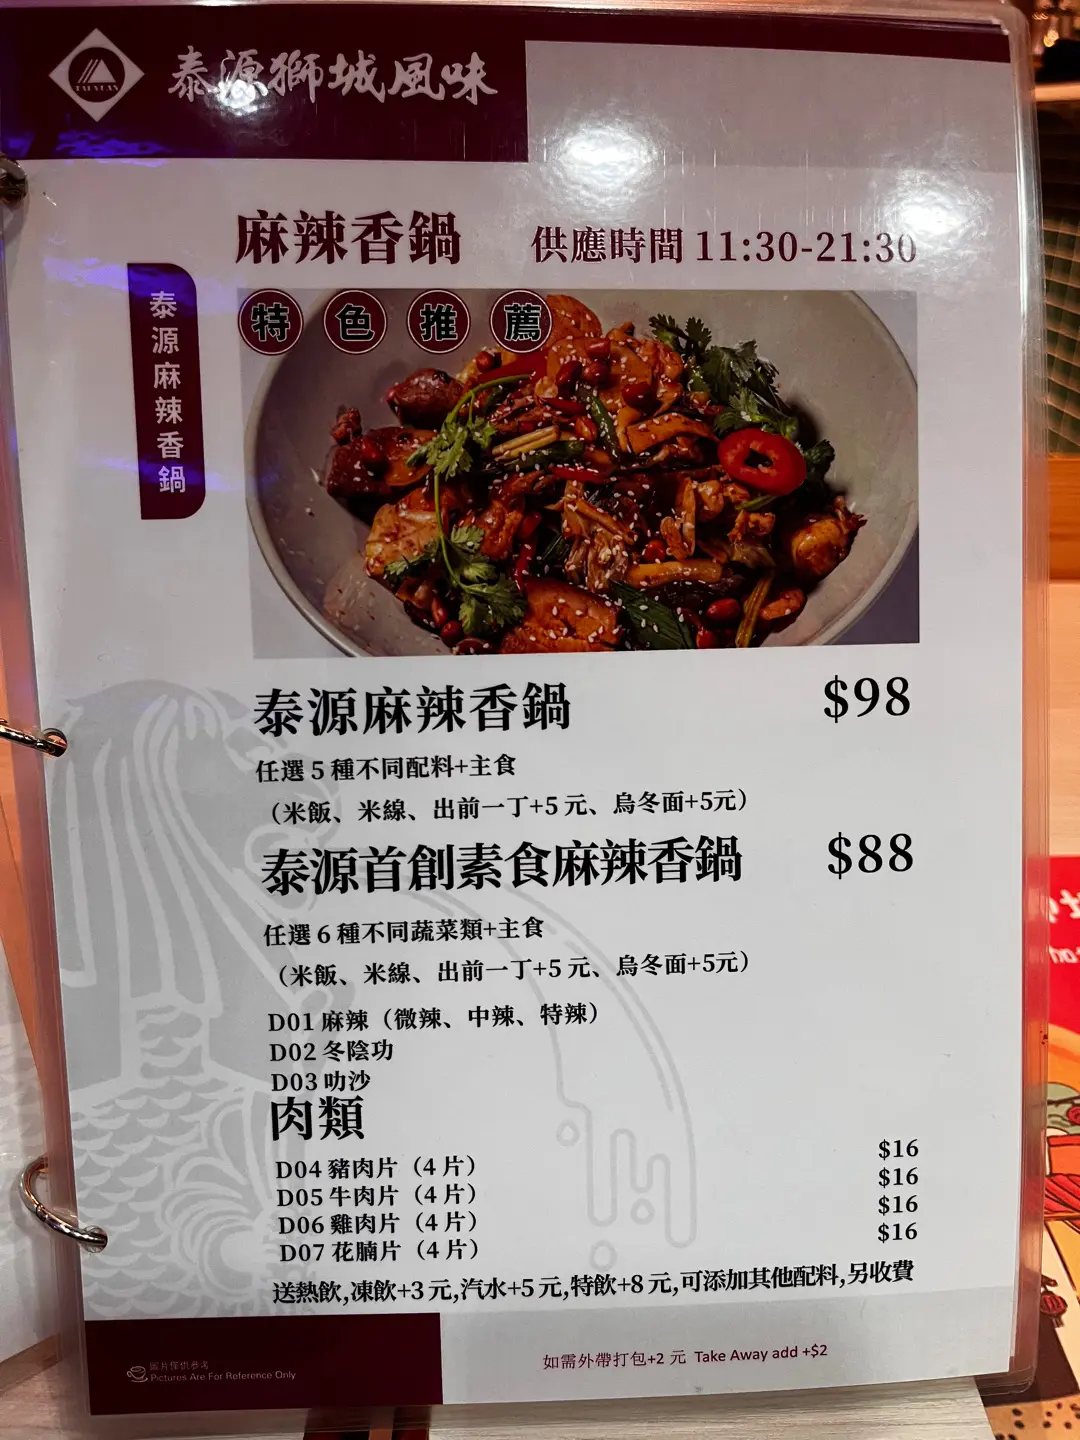 TAI YUAN
泰源獅城風味
麻辣香鍋
供應時間 11:30-21:30
泰源麻辣香鍋
特色推薦
泰源麻辣香鍋 $98
任選 5 種不同配料+主食
（米飯、米線、出前一丁+5 元、烏冬面+5元）
泰源首創素食麻辣香鍋 $88
任選 6 種不同蔬菜類+主食
（米飯、米線、出前一丁+5 元、烏冬面+5元）
D01 麻辣（微辣、中辣、特辣）
D02 冬陰功
D03 叻沙
肉類
D04 豬肉片（4 片） $16
D05 牛肉片（4 片） $16
D06 雞肉片（4 片） $16
D07 花腩片（4 片） $16
送熱飲,凍飲+3 元,汽水+5 元,特飲+8 元,可添加其他配料,另收費
圖片僅供參考
Pictures Are For Reference Only
如需外帶打包+2 元 Take Away add +$2